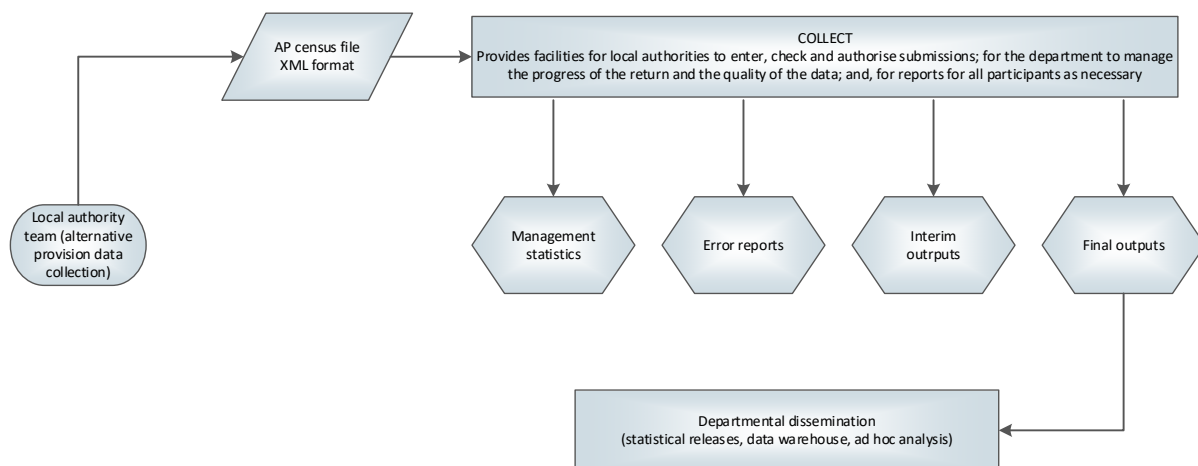 AP census file
XML format
COLLECT
Provides facilities for local authorities to enter, check and authorise submissions; for the department to manage
the progress of the return and the quality of the data; and, for reports for all participants as necessary
Local authority
team (alternative
provision data
collection)
Management
statistics
Error reports
Interim
outrputs
Final outputs
Departmental dissemination
(statistical releases, data warehouse, ad hoc analysis)